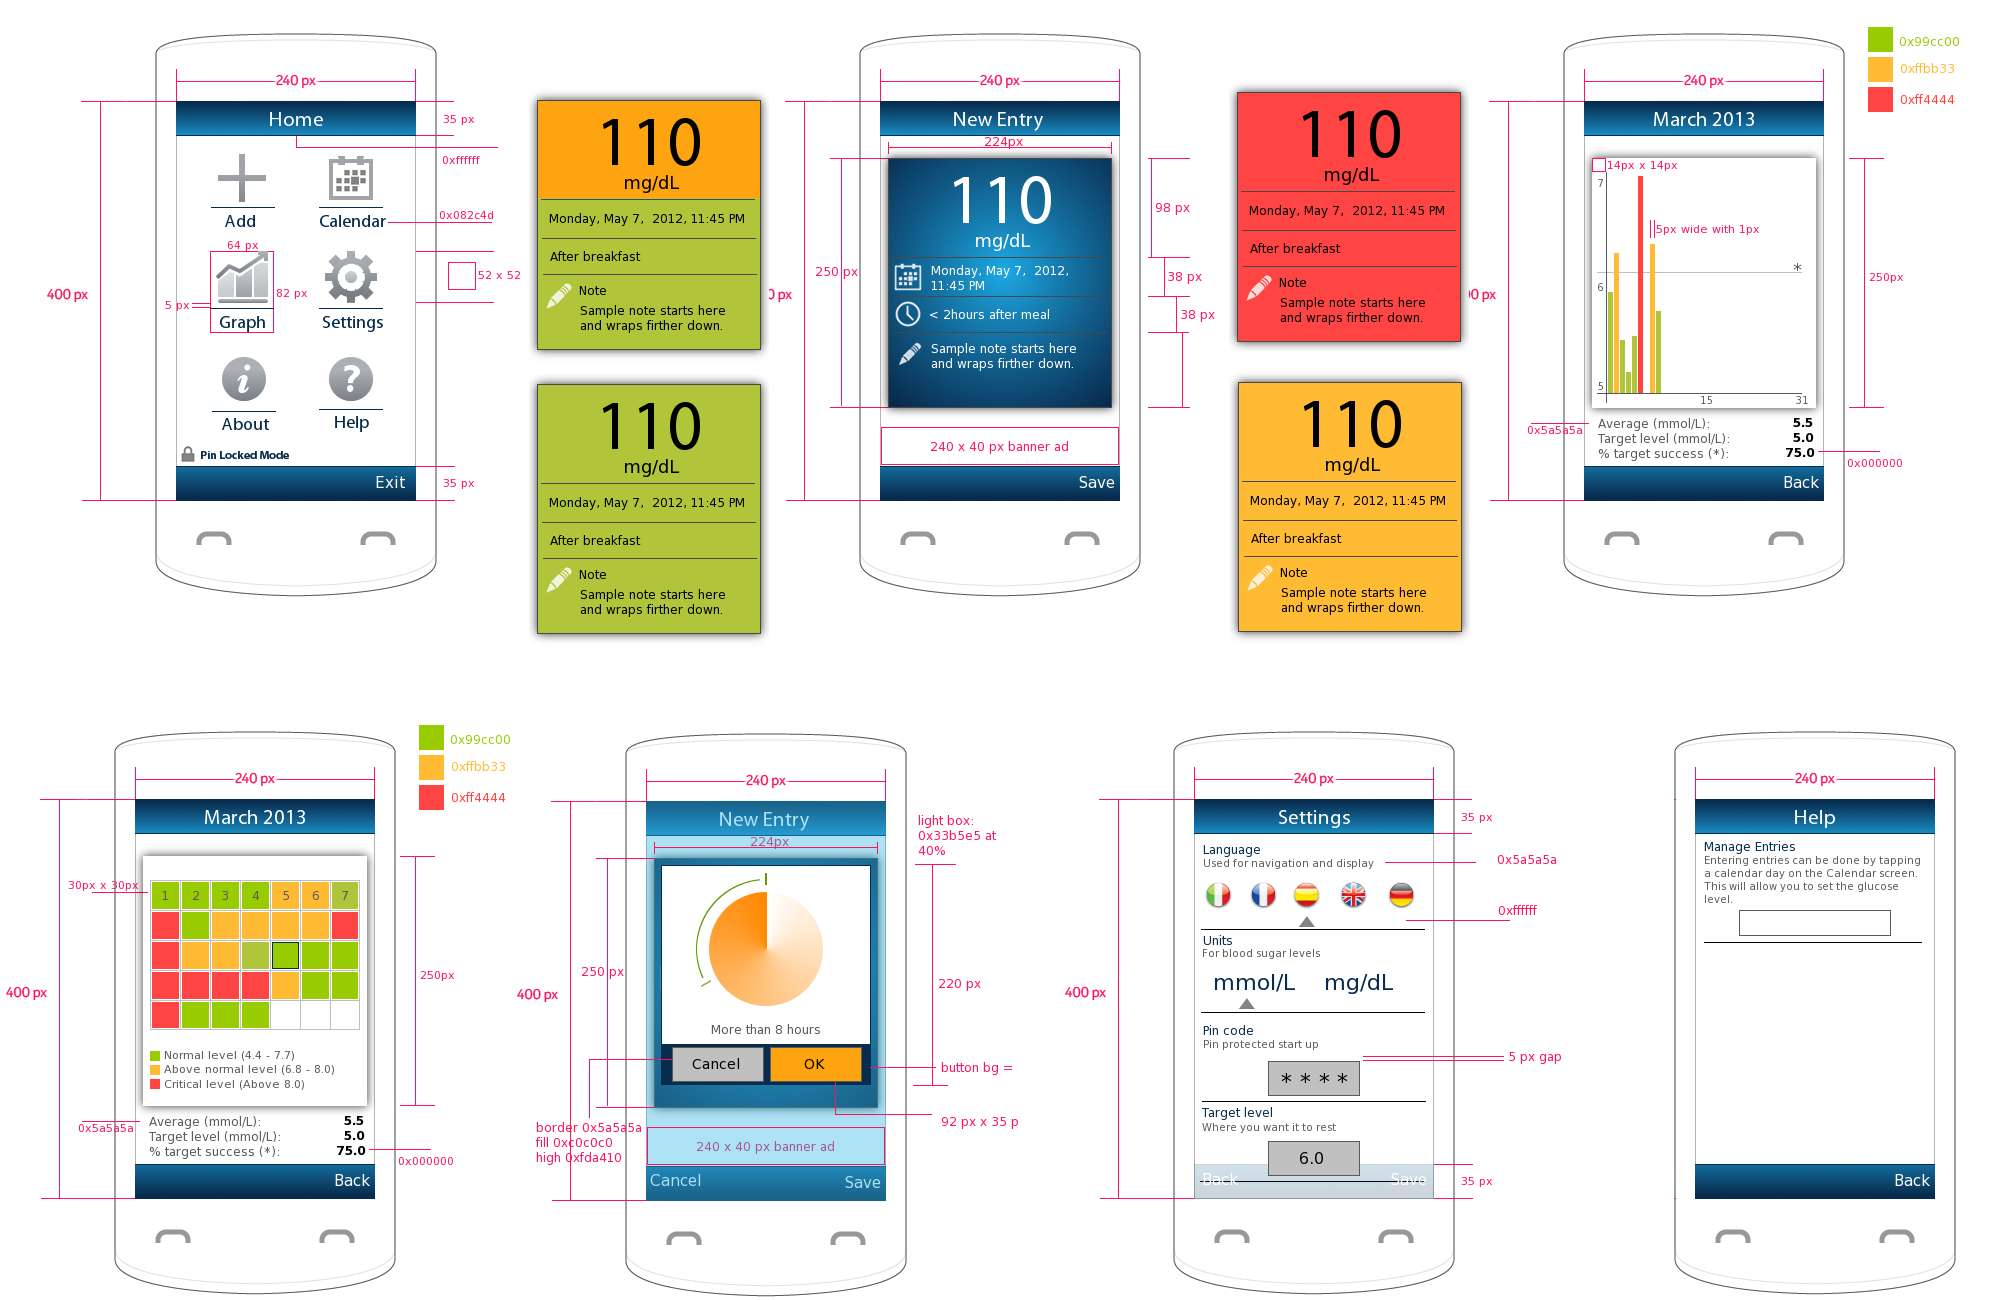 240 px
Home
35 px
0xffffff
Add
Calendar
0x082c4d
64 px
52 x 52
400 px
82 px
5 px
Graph
Settings
About
Help
Pin Locked Mode
Exit
35 px
110
mg/dL
Monday, May 7,  2012, 11:45 PM
After breakfast
Note
Sample note starts here
and wraps firther down.
110
mg/dL
Monday, May 7,  2012, 11:45 PM
After breakfast
Note
Sample note starts here
and wraps firther down.
240 px
New Entry
224px
110
mg/dL
98 px
250 px
0 px
Monday, May 7,  2012,
11:45 PM
38 px
< 2hours after meal
38 px
Sample note starts here
and wraps firther down.
240 x 40 px banner ad
Save
110
mg/dL
Monday, May 7,  2012, 11:45 PM
After breakfast
Note
Sample note starts here
and wraps firther down.
110
mg/dL
Monday, May 7,  2012, 11:45 PM
After breakfast
Note
Sample note starts here
and wraps firther down.
0x99cc00
0xffbb33
0xff4444
240 px
March 2013
14px x 14px
7
5px wide with 1px
*
250px
00 px
6
5
15
31
0x5a5a5a
Average (mmol/L): 5.5
Target level (mmol/L): 5.0
% target success (*): 75.0
0x000000
Back
0x99cc00
0xffbb33
0xff4444
240 px
March 2013
30px x 30px
1 2 3 4 5 6 7
250px
400 px
Normal level (4.4 - 7.7)
Above normal level (6.8 - 8.0)
Critical level (Above 8.0)
0x5a5a5a
Average (mmol/L): 5.5
Target level (mmol/L): 5.0
% target success (*): 75.0
0x000000
Back
240 px
New Entry
224px
light box:
0x33b5e5 at
40%
250 px
220 px
400 px
More than 8 hours
Cancel
OK
button bg =
92 px x 35 p
border 0x5a5a5a
fill 0xc0c0c0
high 0xfda410
240 x 40 px banner ad
Cancel
Save
240 px
Settings
35 px
Language
Used for navigation and display
0x5a5a5a
0xffffff
Units
For blood sugar levels
mmol/L
mg/dL
400 px
Pin code
Pin protected start up
5 px gap
* * * *
Target level
Where you want it to rest
6.0
Back
Save
35 px
240 px
Help
Manage Entries
Entering entries can be done by tapping
a calendar day on the Calendar screen.
This will allow you to set the glucose
level.
Back